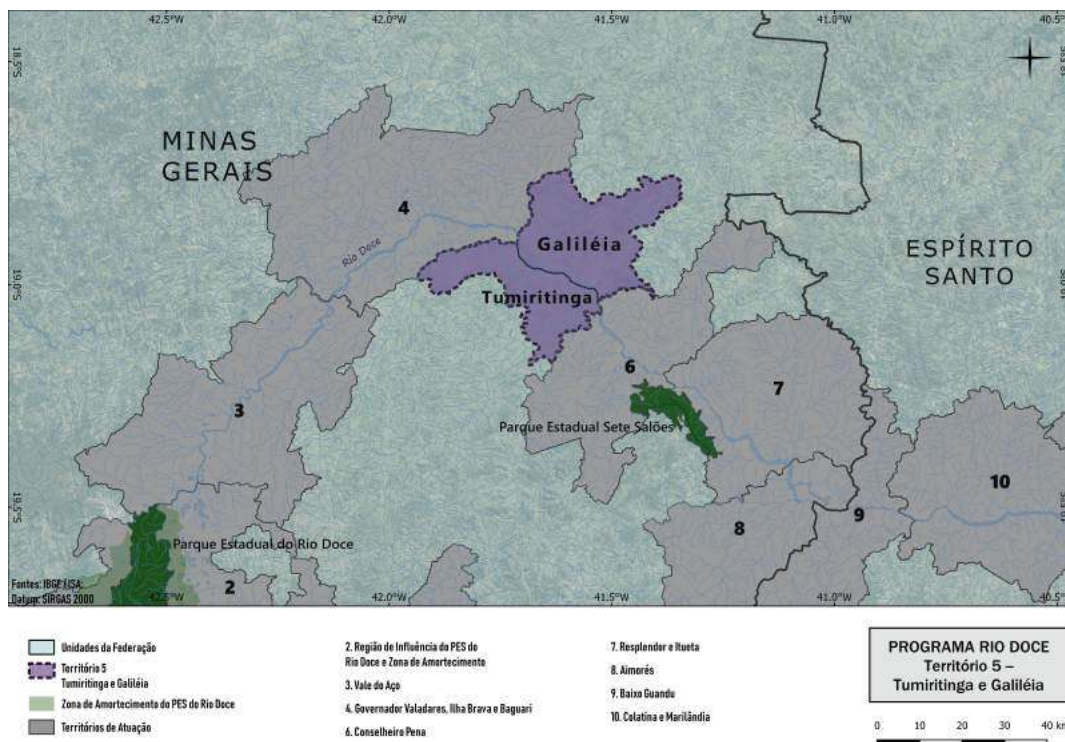 42.5°W
42.0°W
41.5°W
41.0°W
40.5°
18.5°S
18.5°S
MINAS
GERAIS
4
Rio Doce
Galiléia
Tumiritinga
ESPÍRITO
SANTO
19.0°S
19.0°S
6
7
3
Parque Estadual Sete Salões
19.5°S
19.5°S
10
8
9
Parque Estadual do Rio Doce
2
Fontes: IBGE / ISA;
Datum: SIRGAS 2000
42.5°W
42.0°W
41.5°W
41.0°W
40.5°
Unidades da Federação
Território 5
Tumiritinga e Galiléia
Zona de Amortecimento do PES do Rio Doce
Territórios de Atuação
2. Região de Influência do PES do
Rio Doce e Zona de Amortecimento
3. Vale do Aço
4. Governador Valadares, Ilha Brava e Baguari
6. Conselheiro Pena
7. Resplendor e Itueta
8. Aimorés
9. Baixo Guandu
10. Colatina e Marilândia
PROGRAMA RIO DOCE
Território 5 –
Tumiritinga e Galiléia
0 10 20 30 40 km